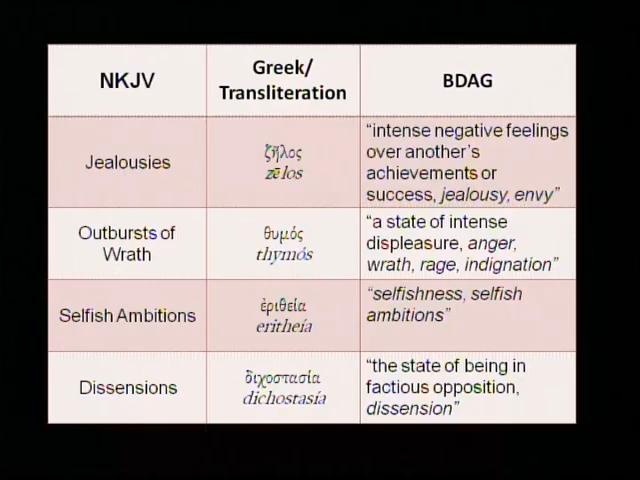 NKJV
Greek/
Transliteration
BDAG
Jealousies
ζῆλος
zēlos
“intense negative feelings
over another’s
achievements or
success, jealousy, envy”
Outbursts of
Wrath
θυμός
thymós
“a state of intense
displeasure, anger,
wrath, rage, indignation”
Selfish Ambitions
ἐριθεία
eritheía
“selfishness, selfish
ambitions”
Dissensions
διχοστασία
dichostasía
“the state of being in
factious opposition,
dissension”